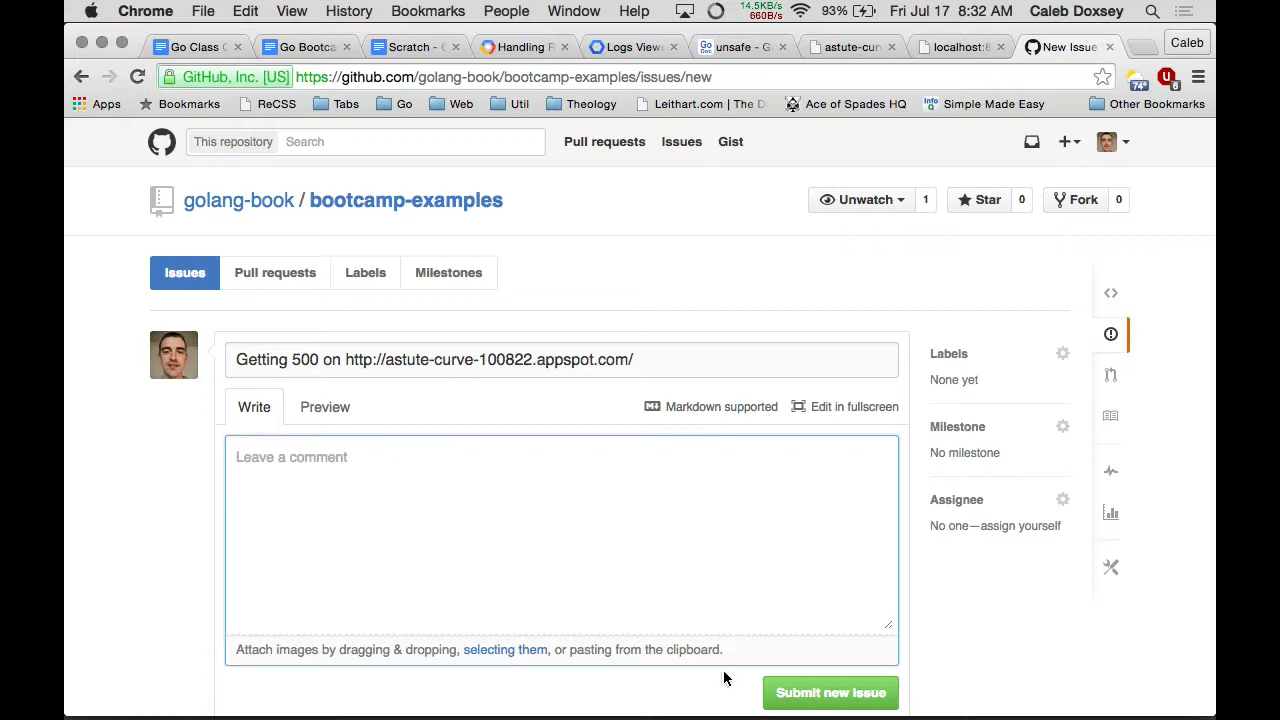 Chrome File Edit View History Bookmarks People Window Help 14.5KB/s 660B/s 93% Fri Jul 17 8:32 AM Caleb Doxsey
Go Class Go Bootca Scratch - Handling Logs View unsafe - G astute-cur localhost: New Issue Caleb
GitHub, Inc. [US] https://github.com/golang-book/bootcamp-examples/issues/new 74° 6
Apps Bookmarks ReCSS Tabs Go Web Util Theology Leithart.com | The Ace of Spades HQ Info Q Simple Made Easy Other Bookmarks
This repository Search Pull requests Issues Gist
golang-book / bootcamp-examples Unwatch 1 Star 0 Fork 0
Issues Pull requests Labels Milestones
Getting 500 on http://astute-curve-100822.appspot.com/
Labels
None yet
Write Preview Markdown supported Edit in fullscreen
Milestone
No milestone
Leave a comment
Assignee
No one—assign yourself
Attach images by dragging & dropping, selecting them, or pasting from the clipboard.
Submit new issue